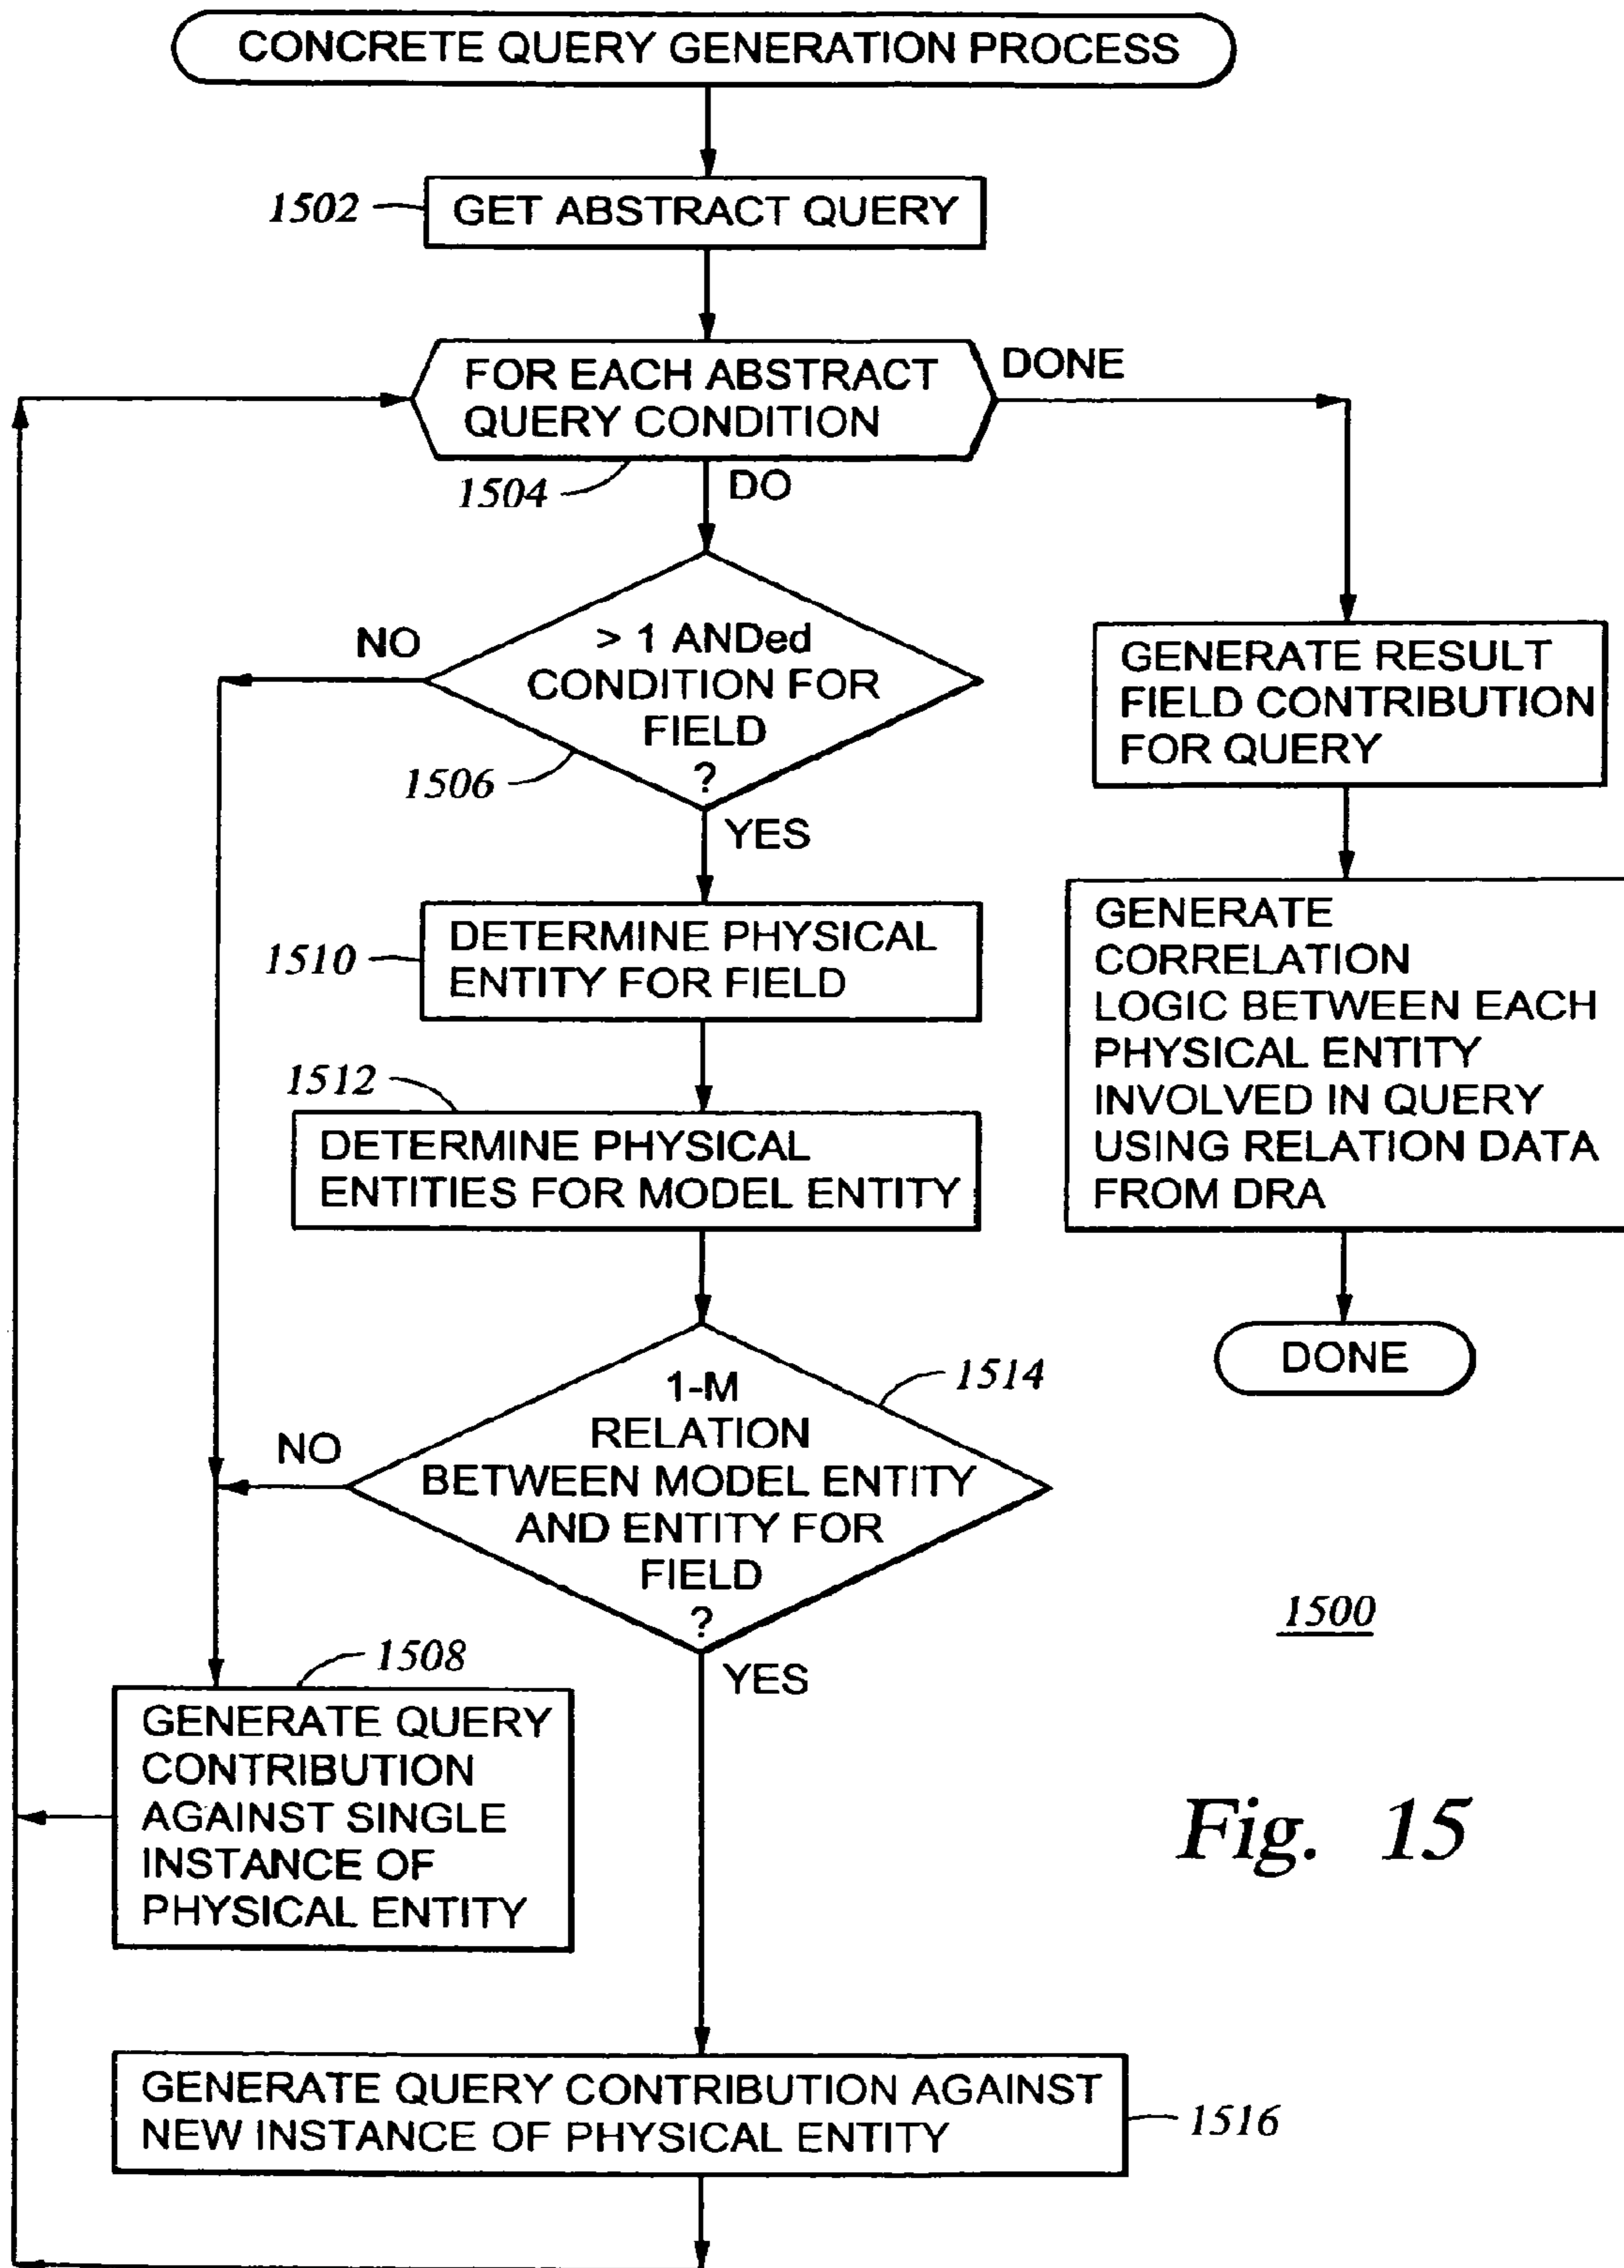 CONCRETE QUERY GENERATION PROCESS
1502
GET ABSTRACT QUERY
FOR EACH ABSTRACT
QUERY CONDITION
DONE
1504
DO
> 1 ANDed
CONDITION FOR
FIELD
?
NO
1506
YES
GENERATE RESULT
FIELD CONTRIBUTION
FOR QUERY
1510
DETERMINE PHYSICAL
ENTITY FOR FIELD
GENERATE
CORRELATION
LOGIC BETWEEN EACH
PHYSICAL ENTITY
INVOLVED IN QUERY
USING RELATION DATA
FROM DRA
1512
DETERMINE PHYSICAL
ENTITIES FOR MODEL ENTITY
DONE
1514
1-M
RELATION
BETWEEN MODEL ENTITY
AND ENTITY FOR
FIELD
?
NO
YES
1500
1508
GENERATE QUERY
CONTRIBUTION
AGAINST SINGLE
INSTANCE OF
PHYSICAL ENTITY
Fig. 15
GENERATE QUERY CONTRIBUTION AGAINST
NEW INSTANCE OF PHYSICAL ENTITY
1516